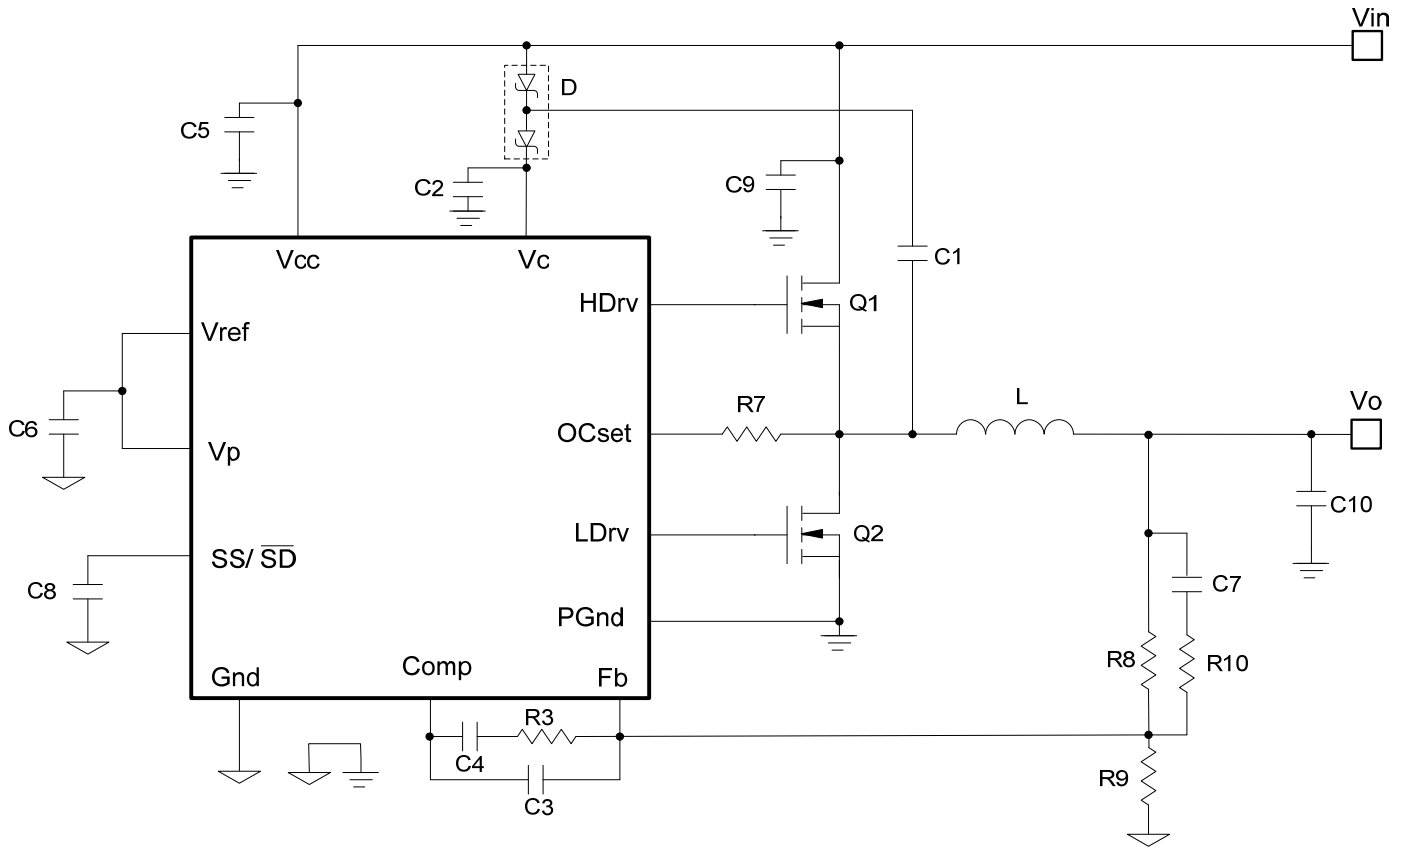 Vin
D
C5
C2
C9
C1
Vcc
Vc
HDrv
Q1
Vref
C6
Vp
OCset
R7
L
Vo
C10
LDrv
Q2
SS/ SD
C8
C7
PGnd
R8
R10
Gnd
Comp
Fb
R3
C4
C3
R9